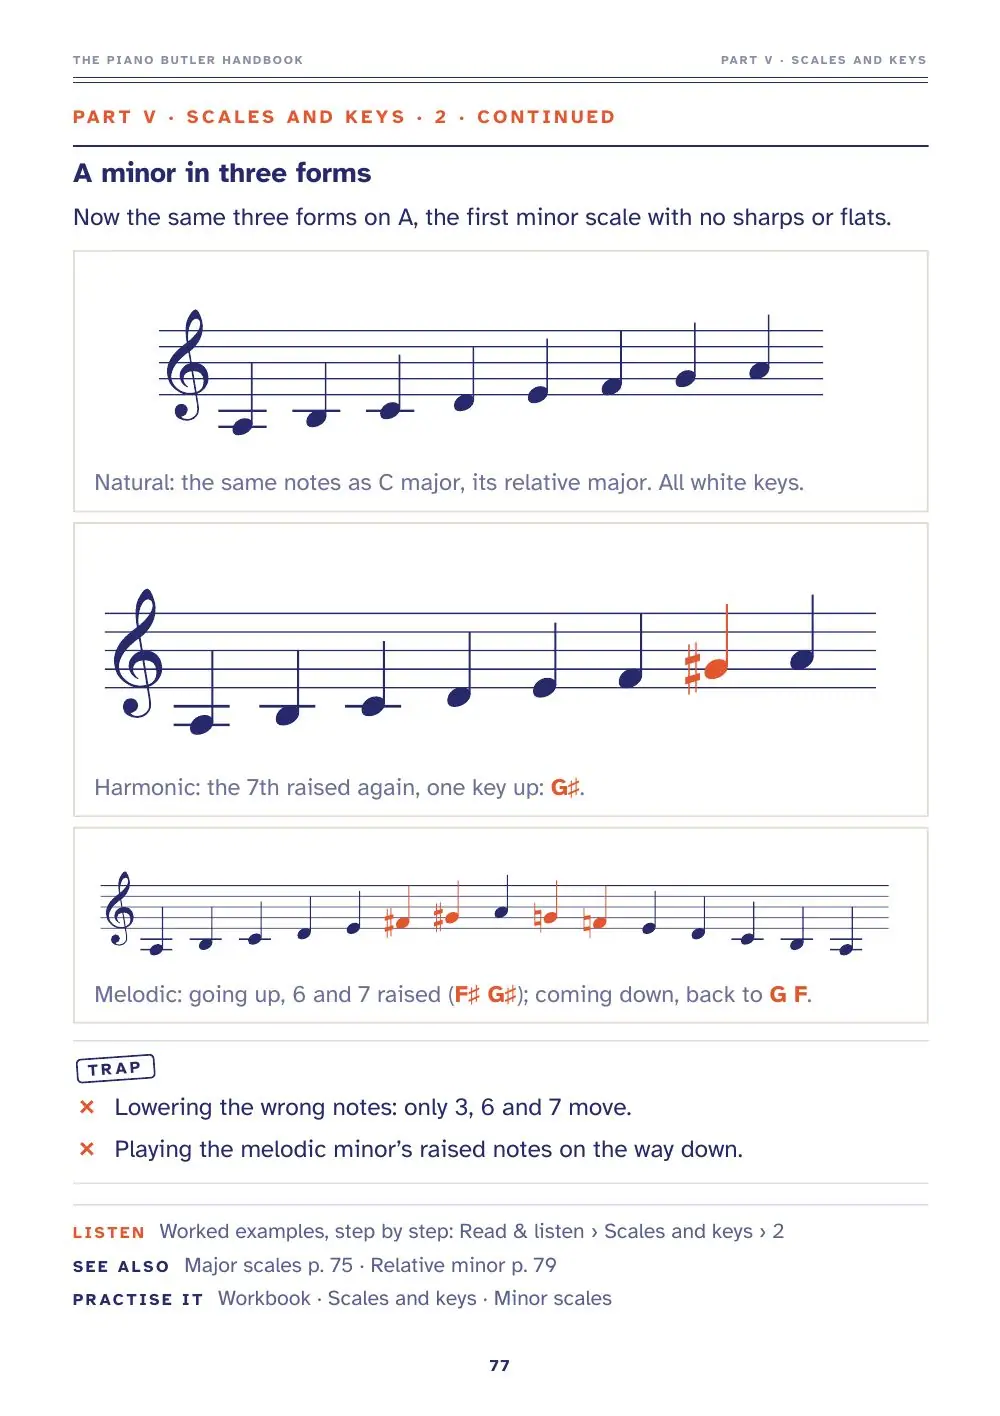 THE PIANO BUTLER HANDBOOK
PART V · SCALES AND KEYS
PART V · SCALES AND KEYS · 2 · CONTINUED
A minor in three forms
Now the same three forms on A, the first minor scale with no sharps or flats.
Natural: the same notes as C major, its relative major. All white keys.
Harmonic: the 7th raised again, one key up: G♯.
Melodic: going up, 6 and 7 raised (F♯ G♯); coming down, back to G F.
TRAP
× Lowering the wrong notes: only 3, 6 and 7 move.
× Playing the melodic minor’s raised notes on the way down.
LISTEN Worked examples, step by step: Read & listen › Scales and keys › 2
SEE ALSO Major scales p. 75 · Relative minor p. 79
PRACTISE IT Workbook · Scales and keys · Minor scales
77